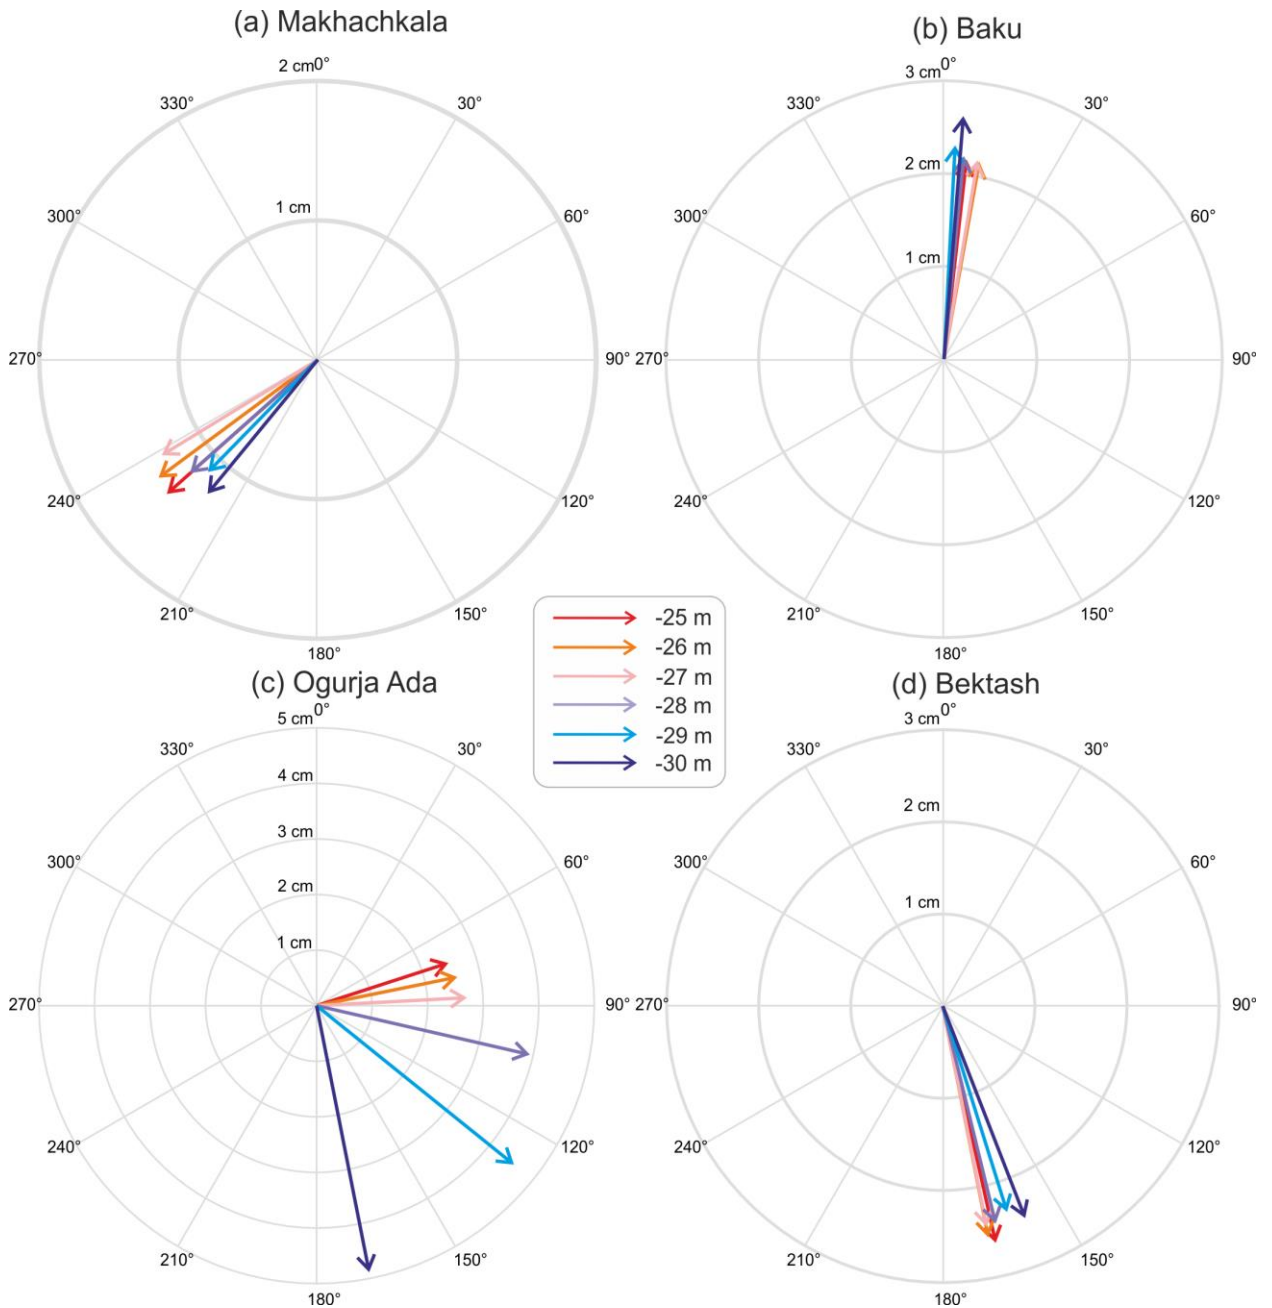 (a) Makhachkala
2 cm 0°
330° 30°
1 cm
300° 60°
270° 90°
240° 120°
210° 150°
180°
(b) Baku
3 cm 0°
330° 30°
2 cm
300° 60°
1 cm
270° 90°
240° 120°
210° 150°
180°
-25 m
-26 m
-27 m
-28 m
-29 m
-30 m
(c) Ogurja Ada
5 cm 0°
330° 30°
4 cm
3 cm
300° 60°
2 cm
1 cm
270° 90°
240° 120°
210° 150°
180°
(d) Bektash
3 cm 0°
330° 30°
2 cm
300° 60°
1 cm
270° 90°
240° 120°
210° 150°
180°